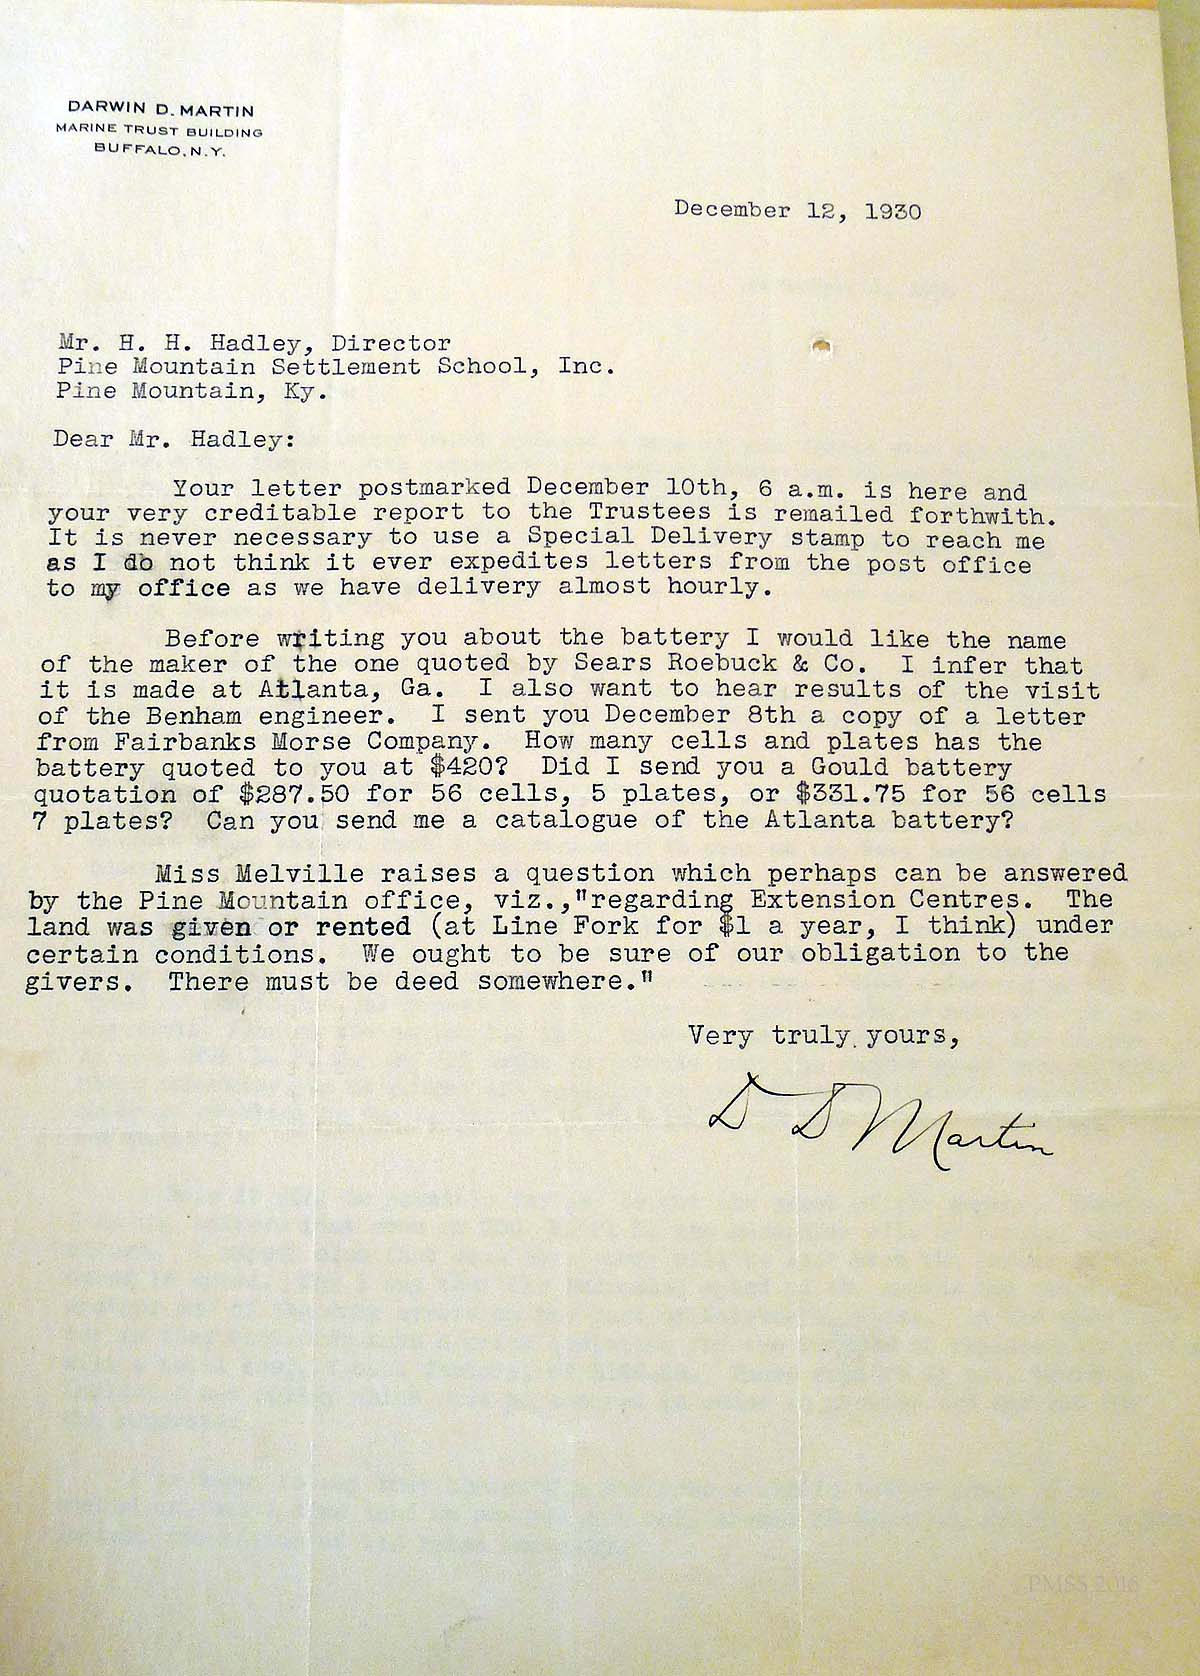 DARWIN D. MARTIN
MARINE TRUST BUILDING
BUFFALO, N.Y.
December 12, 1930
Mr. H. H. Hadley, Director
Pine Mountain Settlement School, Inc.
Pine Mountain, Ky.
Dear Mr. Hadley:
Your letter postmarked December 10th, 6 a.m. is here and
your very creditable report to the Trustees is remailed forthwith.
It is never necessary to use a Special Delivery stamp to reach me
as I do not think it ever expedites letters from the post office
to my office as we have delivery almost hourly.
Before writing you about the battery I would like the name
of the maker of the one quoted by Sears Roebuck & Co. I infer that
it is made at Atlanta, Ga. I also want to hear results of the visit
of the Benham engineer. I sent you December 8th a copy of a letter
from Fairbanks Morse Company. How many cells and plates has the
battery quoted to you at $420? Did I send you a Gould battery
quotation of $287.50 for 56 cells, 5 plates, or $331.75 for 56 cells
7 plates? Can you send me a catalogue of the Atlanta battery?
Miss Melville raises a question which perhaps can be answered
by the Pine Mountain office, viz.,"regarding Extension Centres. The
land was given or rented (at Line Fork for $1 a year, I think) under
certain conditions. We ought to be sure of our obligation to the
givers. There must be deed somewhere."
Very truly yours,
D D Martin
PMSS 2016